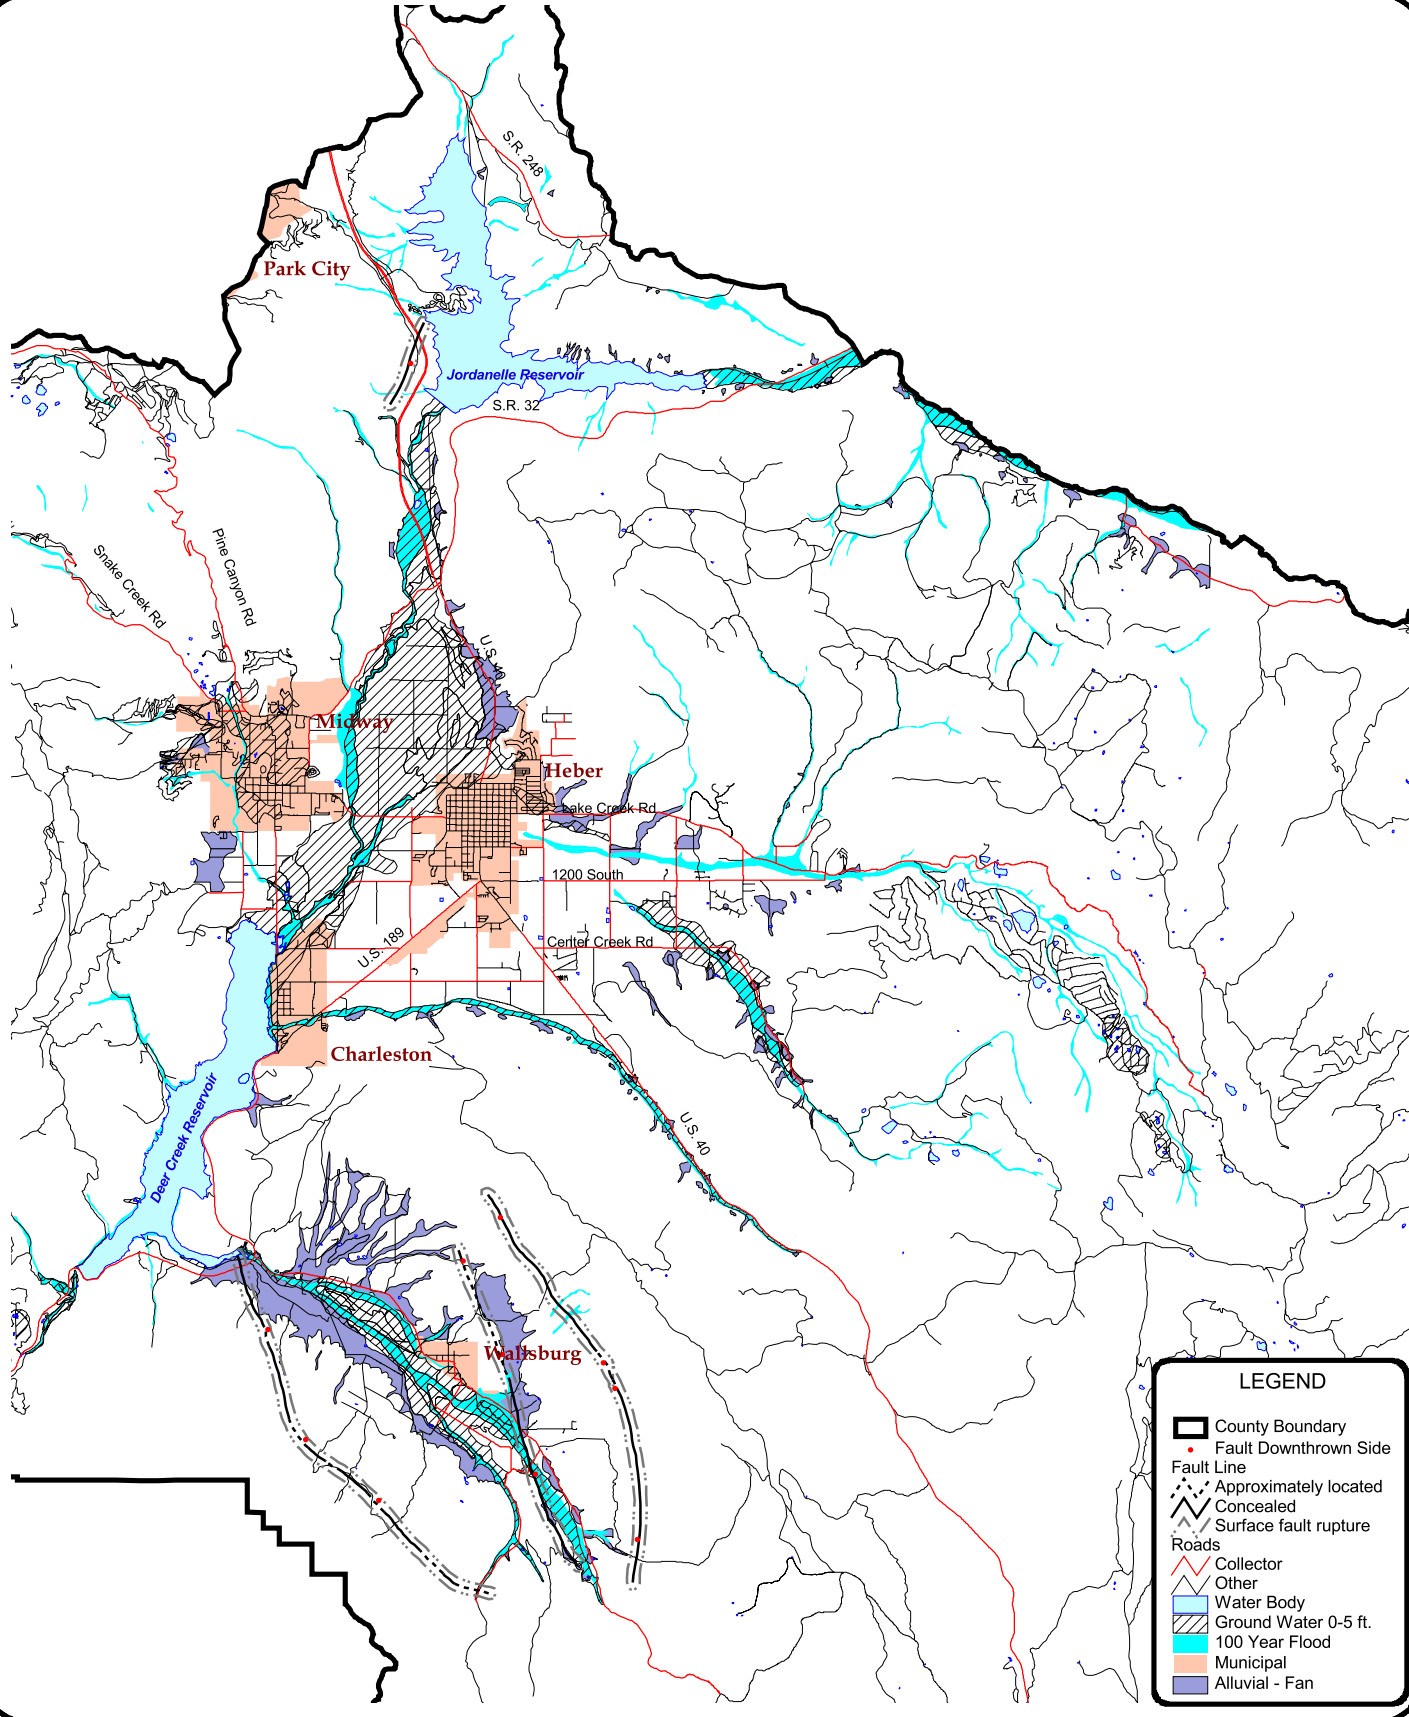 S.R. 248
Park City
Jordanelle Reservoir
S.R. 32
Snake Creek Rd
Pine Canyon Rd
U.S. 40
Midway
Heber
Lake Creek Rd
1200 South
U.S. 189
Center Creek Rd
Charleston
Deer Creek Reservoir
U.S. 40
Wallsburg
LEGEND
County Boundary
Fault Downthrown Side
Fault Line
Approximately located
Concealed
Surface fault rupture
Roads
Collector
Other
Water Body
Ground Water 0-5 ft.
100 Year Flood
Municipal
Alluvial - Fan